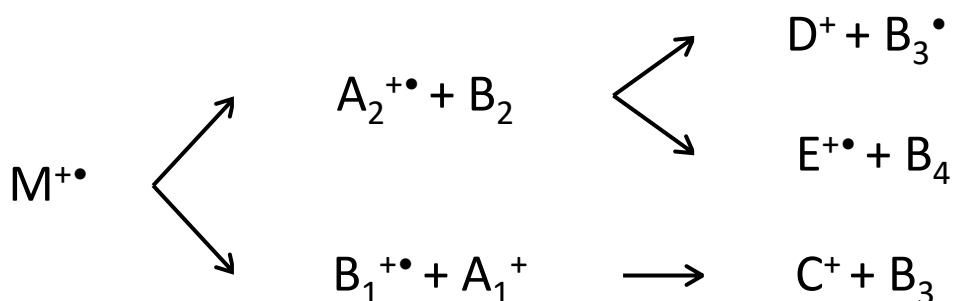 D⁺ + B₃•
A₂⁺• + B₂
E⁺• + B₄
M⁺•
B₁⁺• + A₁⁺
C⁺ + B₃